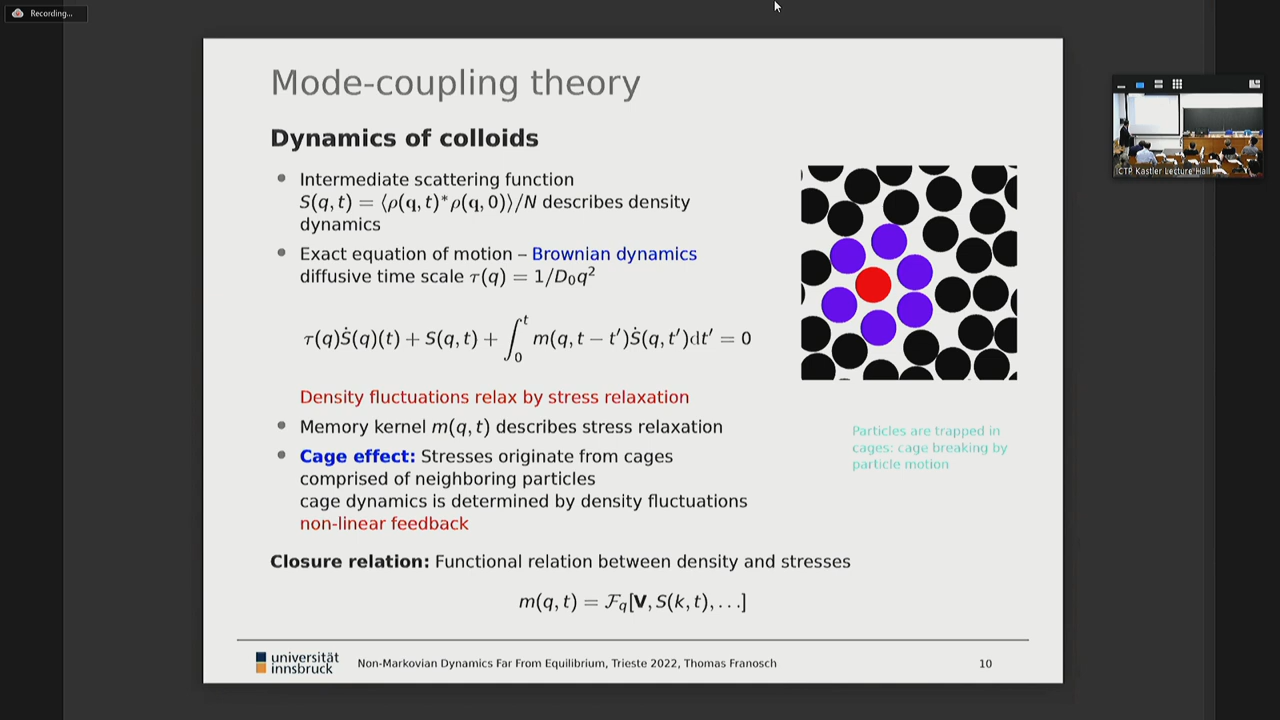 Recording...
Mode-coupling theory
Dynamics of colloids
Intermediate scattering function
S(q, t) = ⟨ρ(q, t)*ρ(q, 0)⟩/N describes density
dynamics
Exact equation of motion – Brownian dynamics
diffusive time scale τ(q) = 1/D₀q²
τ(q)Ṡ(q)(t) + S(q, t) + ∫₀ᵗ m(q, t − t′)Ṡ(q, t′)dt′ = 0
Density fluctuations relax by stress relaxation
Memory kernel m(q, t) describes stress relaxation
Cage effect: Stresses originate from cages
comprised of neighboring particles
cage dynamics is determined by density fluctuations
non-linear feedback
Particles are trapped in
cages: cage breaking by
particle motion
Closure relation: Functional relation between density and stresses
m(q, t) = ℱq[V, S(k, t), . . .]
universität
innsbruck
Non-Markovian Dynamics Far From Equilibrium, Trieste 2022, Thomas Franosch
10
ICTP Kastler Lecture Hall